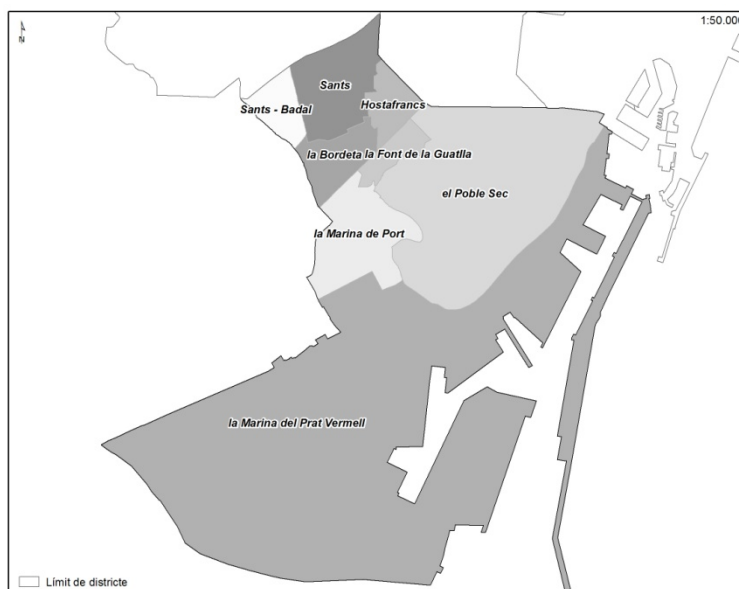 1:50.000
N
Sants
Sants - Badal
Hostafrancs
la Bordeta
la Font de la Guatlla
el Poble Sec
la Marina de Port
la Marina del Prat Vermell
Límit de districte